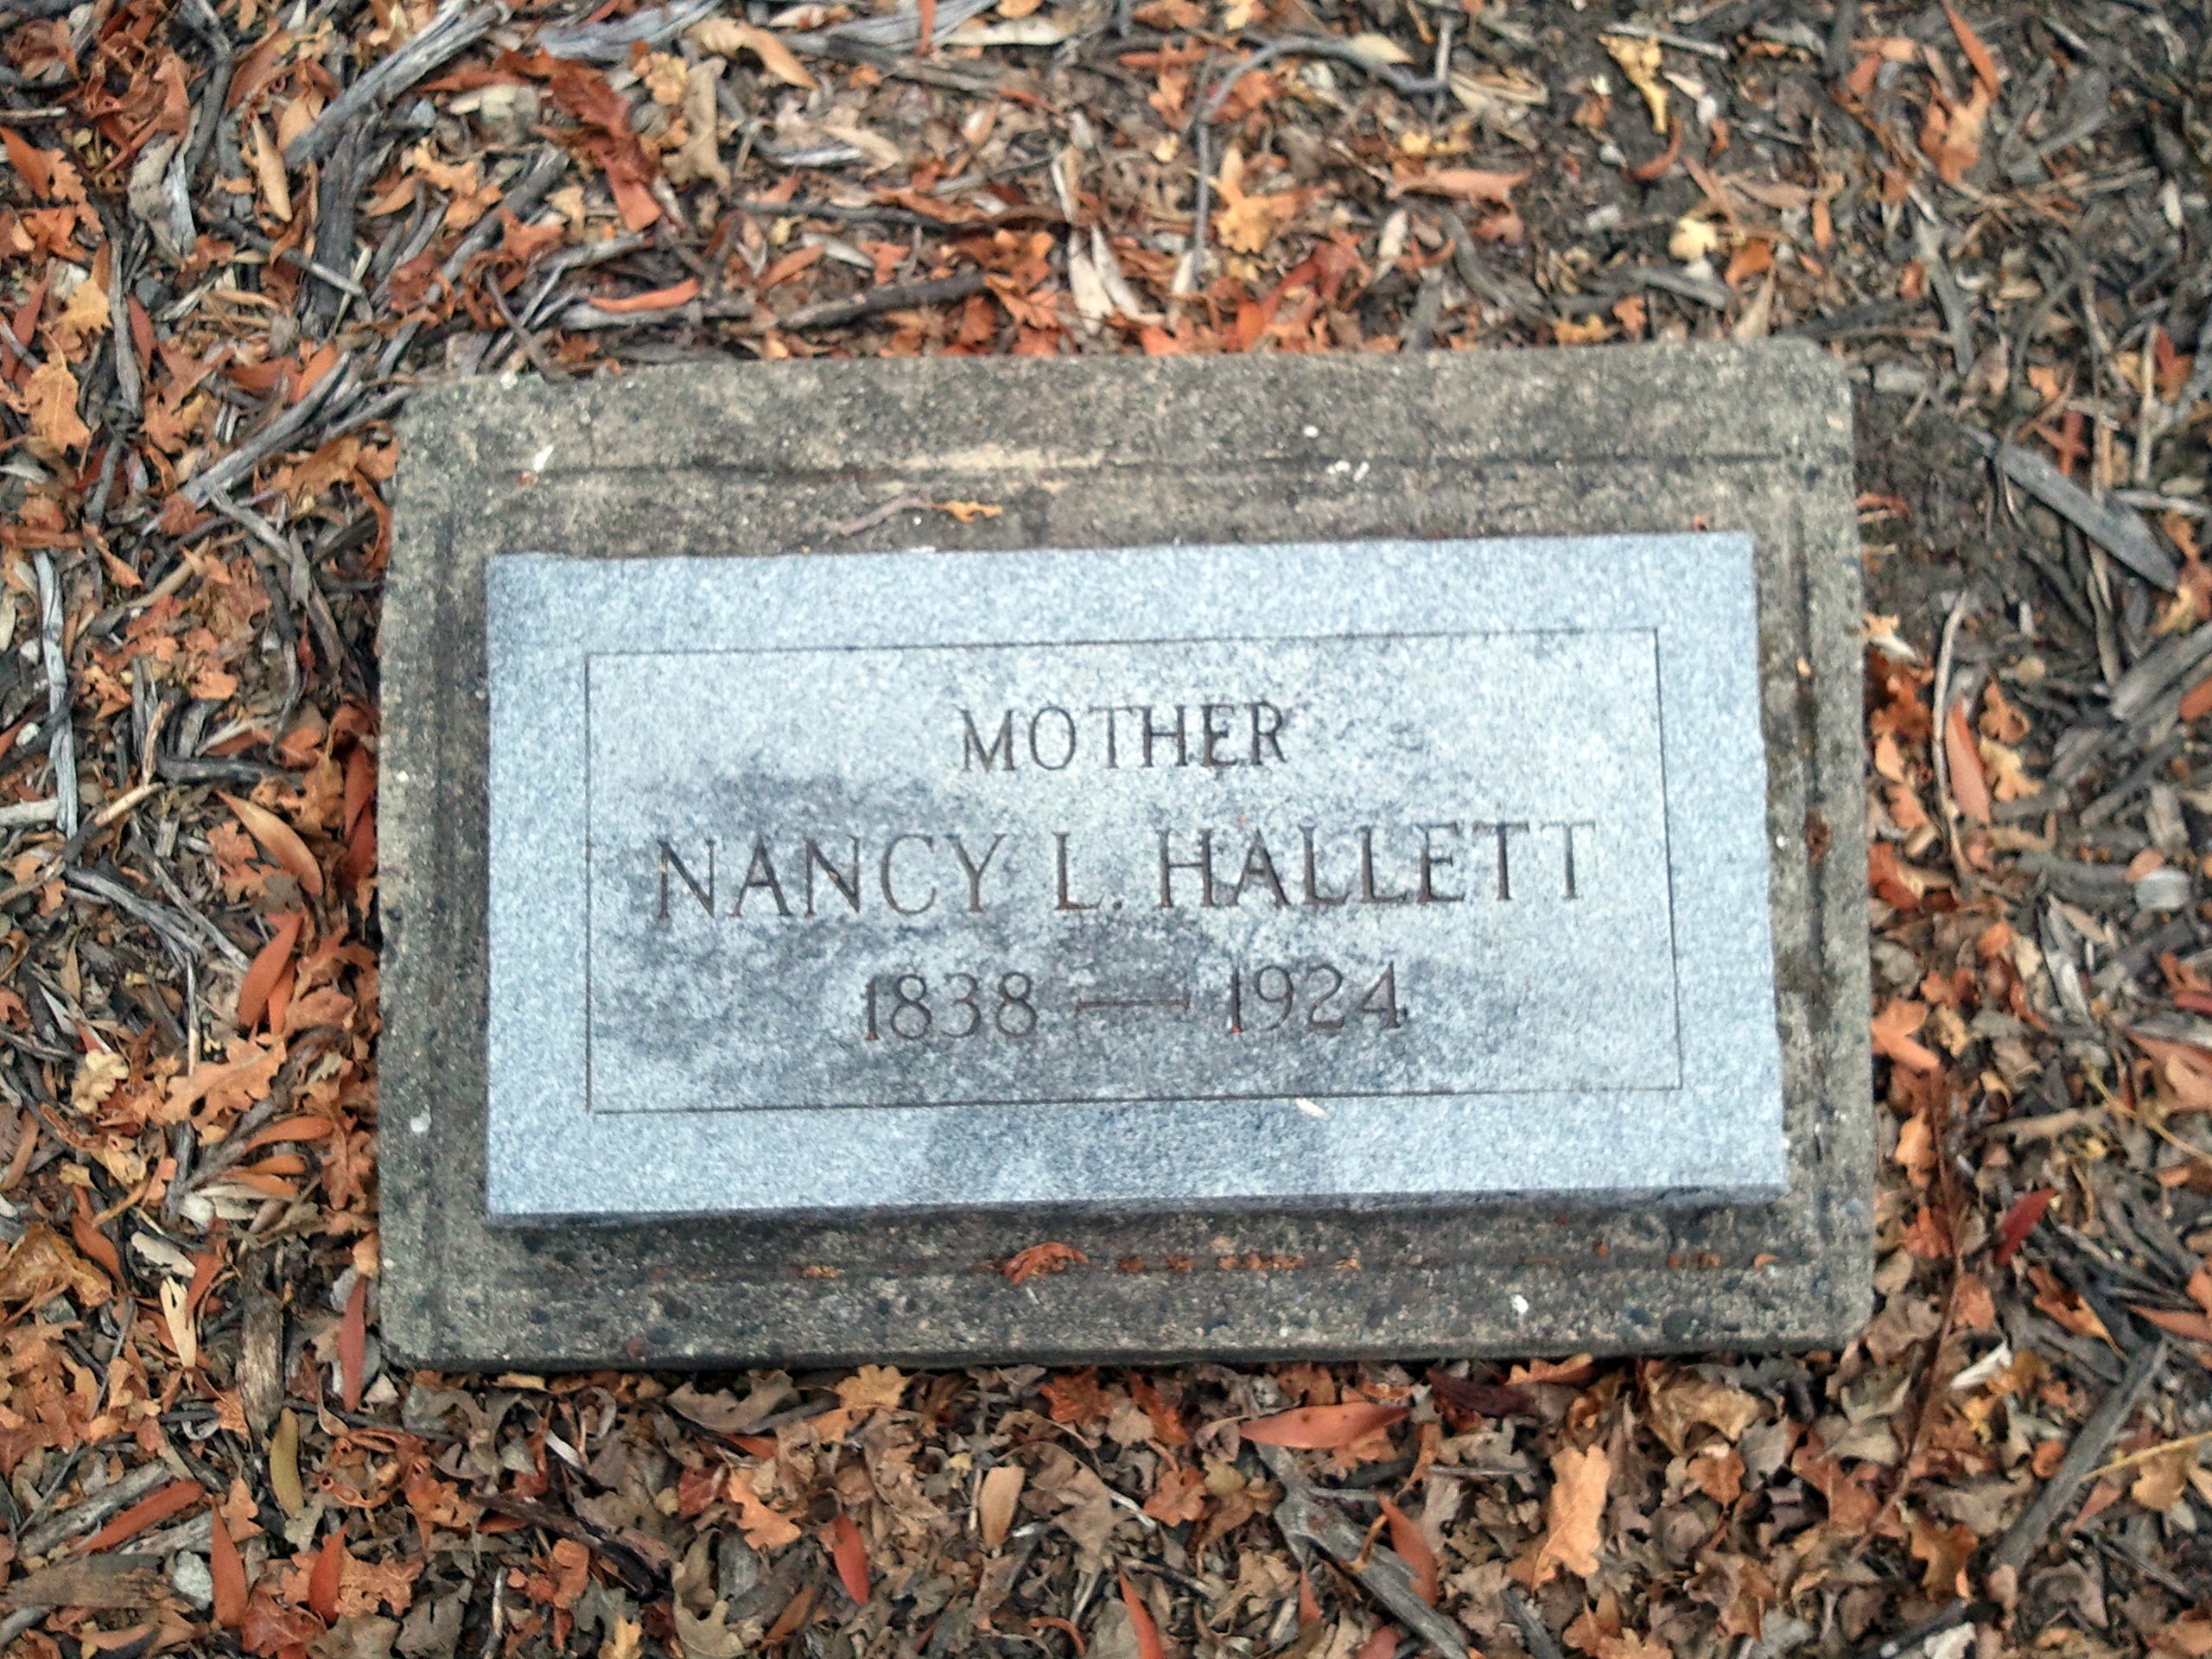 MOTHER
NANCY L. HALLETT
1838 — 1924